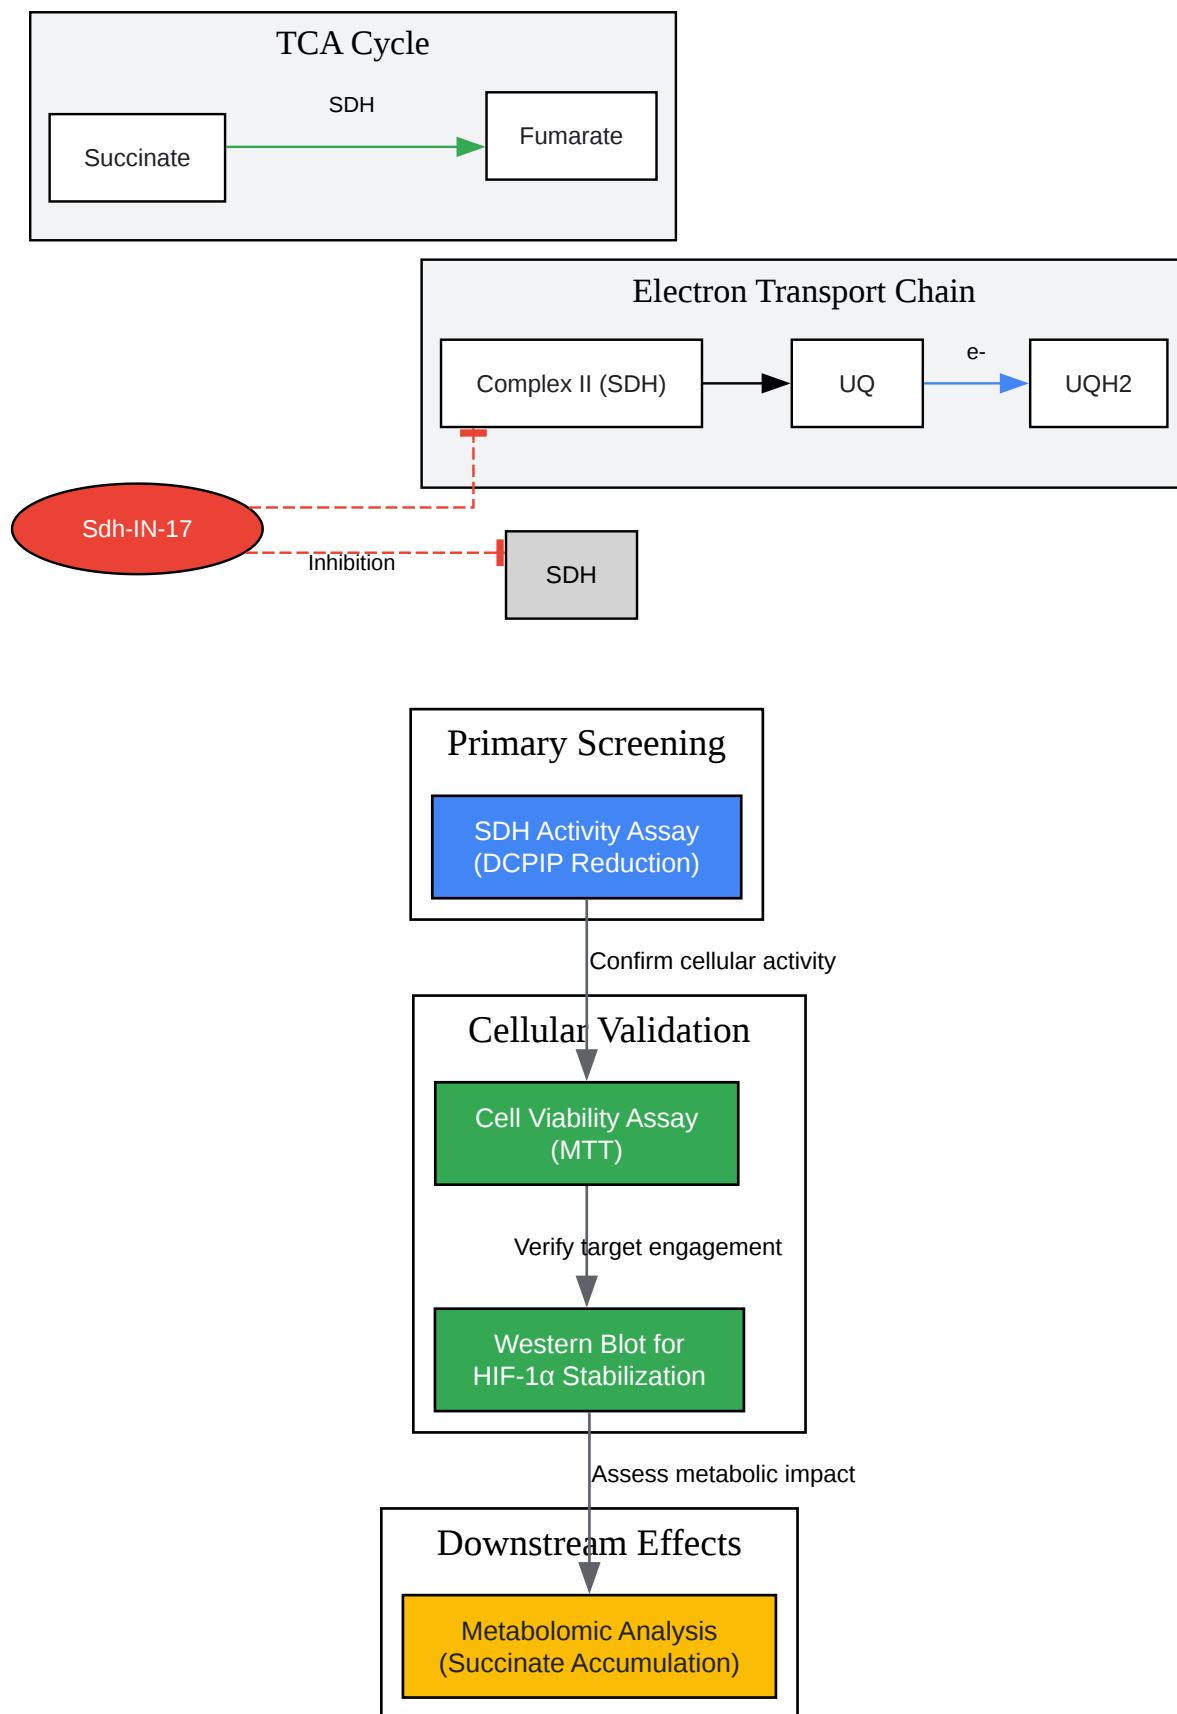 TCA Cycle
SDH
Succinate
Fumarate
Electron Transport Chain
Complex II (SDH)
UQ
e-
UQH2
Sdh-IN-17
Inhibition
SDH
Primary Screening
SDH Activity Assay
(DCPIP Reduction)
Confirm cellular activity
Cellular Validation
Cell Viability Assay
(MTT)
Verify target engagement
Western Blot for
HIF-1α Stabilization
Assess metabolic impact
Downstream Effects
Metabolomic Analysis
(Succinate Accumulation)